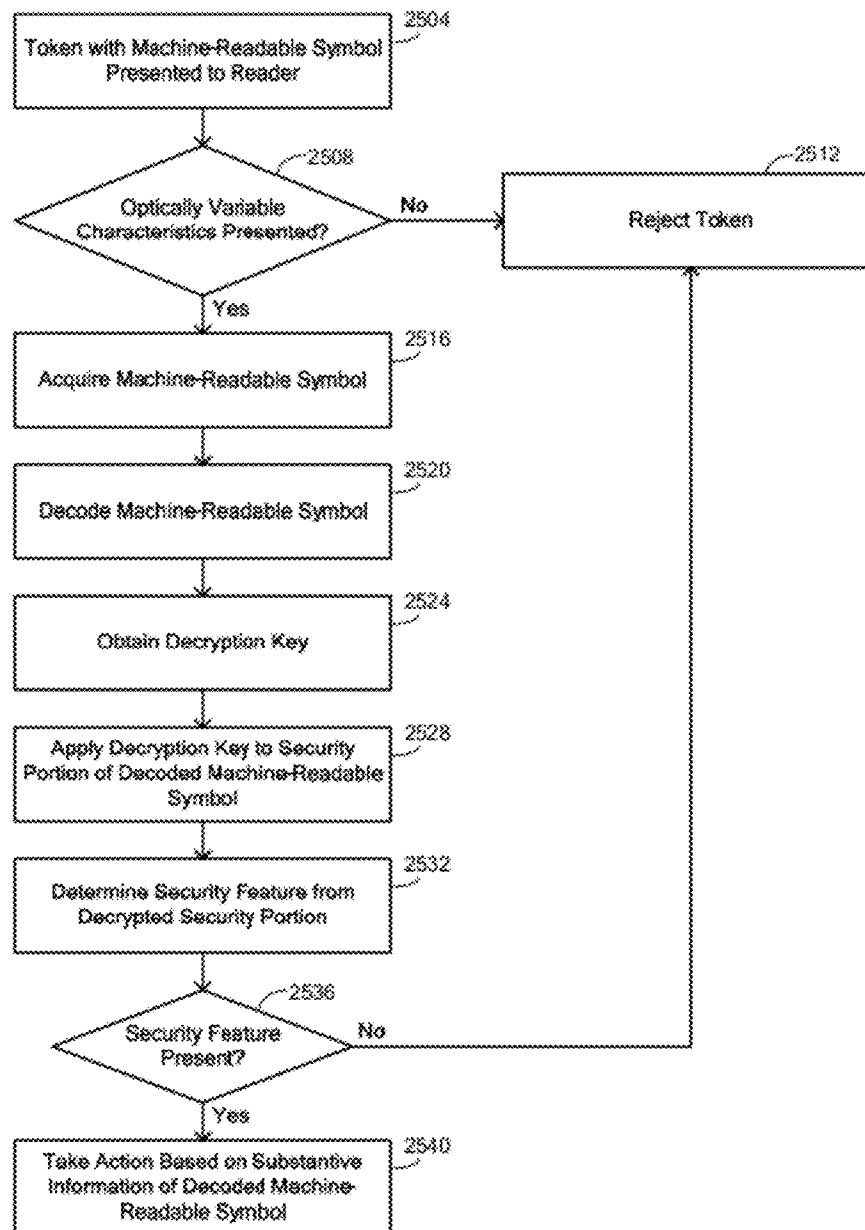 2504
Token with Machine-Readable Symbol
Presented to Reader
2508
Optically Variable
Characteristics Presented?
No
2512
Reject Token
Yes
2516
Acquire Machine-Readable Symbol
2520
Decode Machine-Readable Symbol
2524
Obtain Decryption Key
2528
Apply Decryption Key to Security
Portion of Decoded Machine-Readable
Symbol
2532
Determine Security Feature from
Decrypted Security Portion
2536
Security Feature
Present?
No
Yes
2540
Take Action Based on Substantive
Information of Decoded Machine-
Readable Symbol